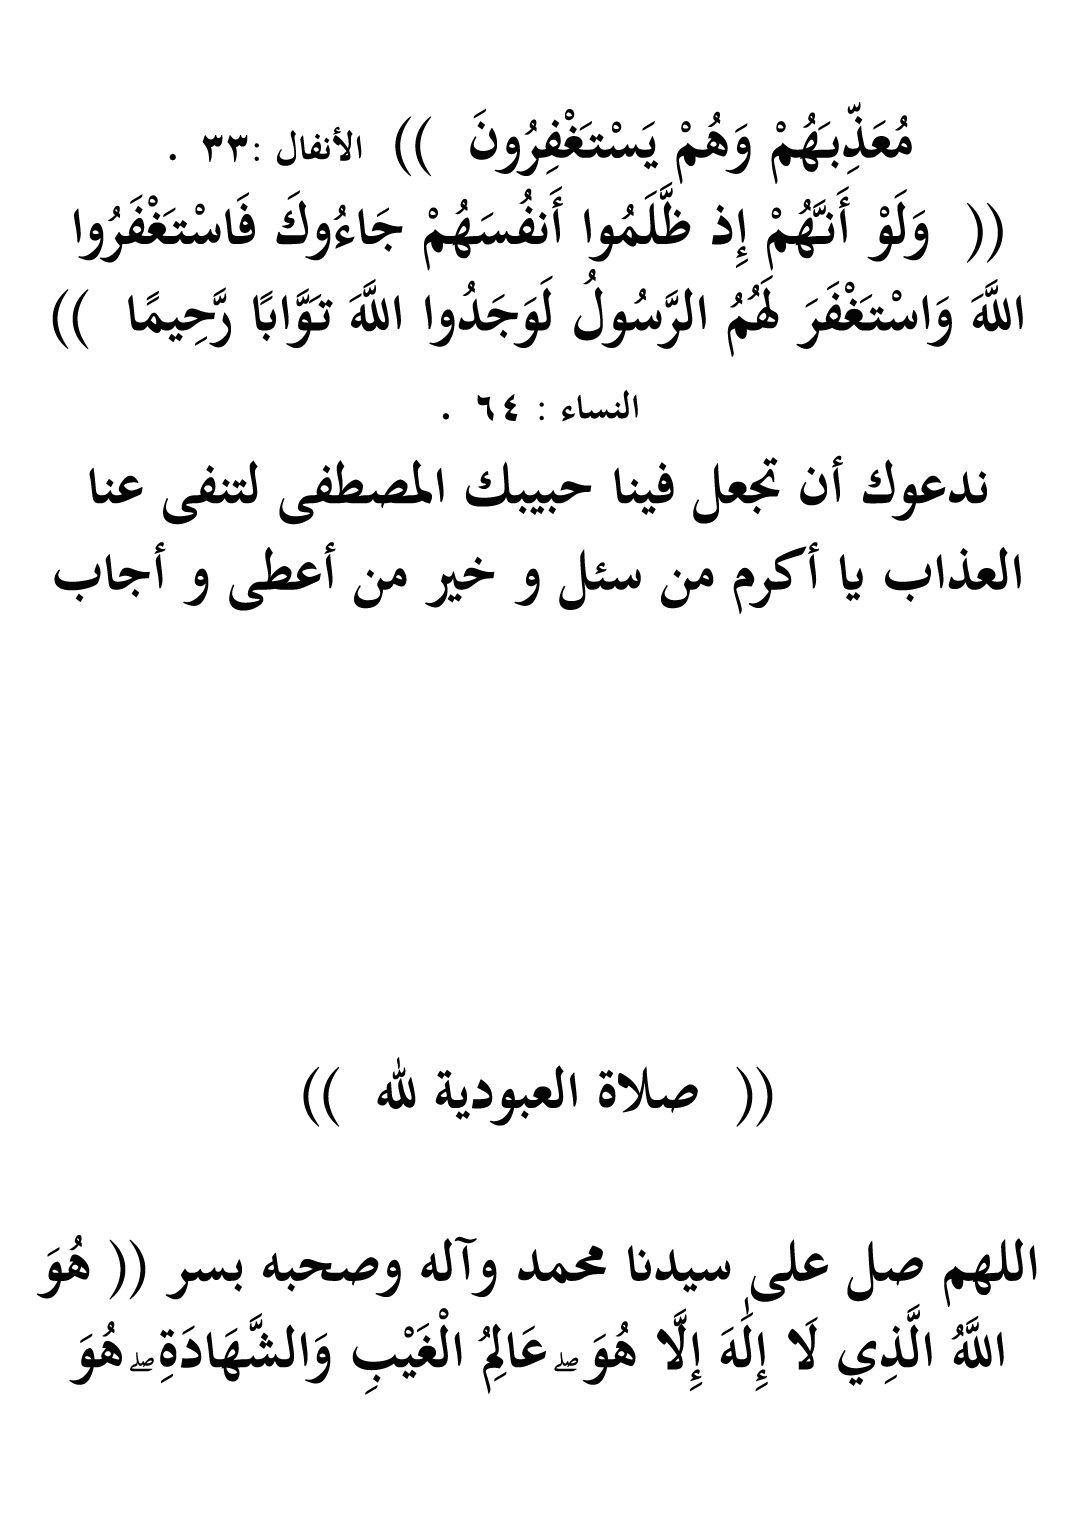 مُعَذِّبَهُمْ وَهُمْ يَسْتَغْفِرُونَ )) الأنفال :٣٣ .
(( وَلَوْ أَنَّهُمْ إِذ ظَّلَمُوا أَنفُسَهُمْ جَاءُوكَ فَاسْتَغْفَرُوا
اللَّهَ وَاسْتَغْفَرَ لَهُمُ الرَّسُولُ لَوَجَدُوا اللَّهَ تَوَّابًا رَّحِيمًا ))
النساء : ٦٤ .
ندعوك أن تجعل فينا حبيبك المصطفى لتنفى عنا
العذاب يا أكرم من سئل و خير من أعطى و أجاب
(( صلاة العبودية لله ))
اللهم صل على سيدنا محمد وآله وصحبه بسر (( هُوَ
اللَّهُ الَّذِي لَا إِلَٰهَ إِلَّا هُوَ ۖ عَالِمُ الْغَيْبِ وَالشَّهَادَةِ ۖ هُوَ